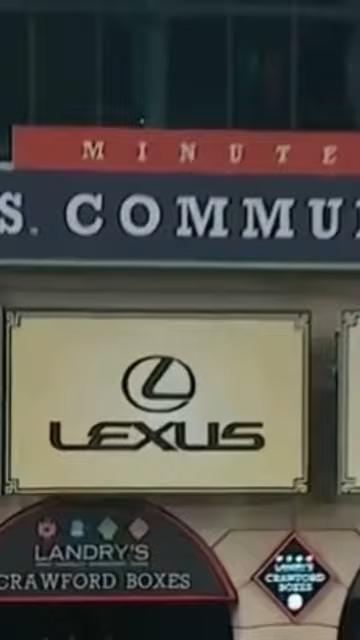 MINUTE
S. COMMU
LEXUS
LANDRY'S
CRAWFORD BOXES
LANDRY'S
CRAWFORD
BOXES